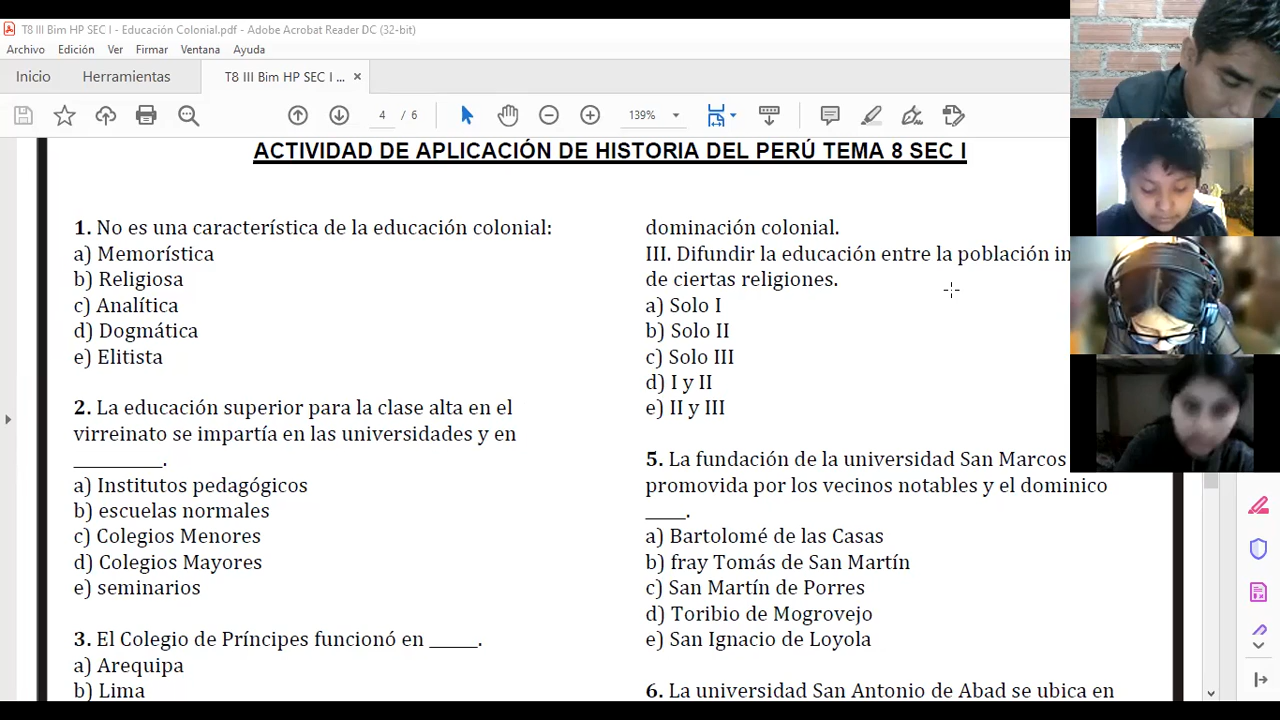 T8 III Bim HP SEC I - Educación Colonial.pdf - Adobe Acrobat Reader DC (32-bit)
Archivo Edición Ver Firmar Ventana Ayuda
Inicio Herramientas T8 III Bim HP SEC I ... ×
4 / 6 139%
ACTIVIDAD DE APLICACIÓN DE HISTORIA DEL PERÚ TEMA 8 SEC I
1. No es una característica de la educación colonial:
a) Memorística
b) Religiosa
c) Analítica
d) Dogmática
e) Elitista
2. La educación superior para la clase alta en el
virreinato se impartía en las universidades y en
_________.
a) Institutos pedagógicos
b) escuelas normales
c) Colegios Menores
d) Colegios Mayores
e) seminarios
3. El Colegio de Príncipes funcionó en _____.
a) Arequipa
b) Lima
dominación colonial.
III. Difundir la educación entre la población
de ciertas religiones.
a) Solo I
b) Solo II
c) Solo III
d) I y II
e) II y III
5. La fundación de la universidad San Marcos
promovida por los vecinos notables y el dominico
____.
a) Bartolomé de las Casas
b) fray Tomás de San Martín
c) San Martín de Porres
d) Toribio de Mogrovejo
e) San Ignacio de Loyola
6. La universidad San Antonio de Abad se ubica en